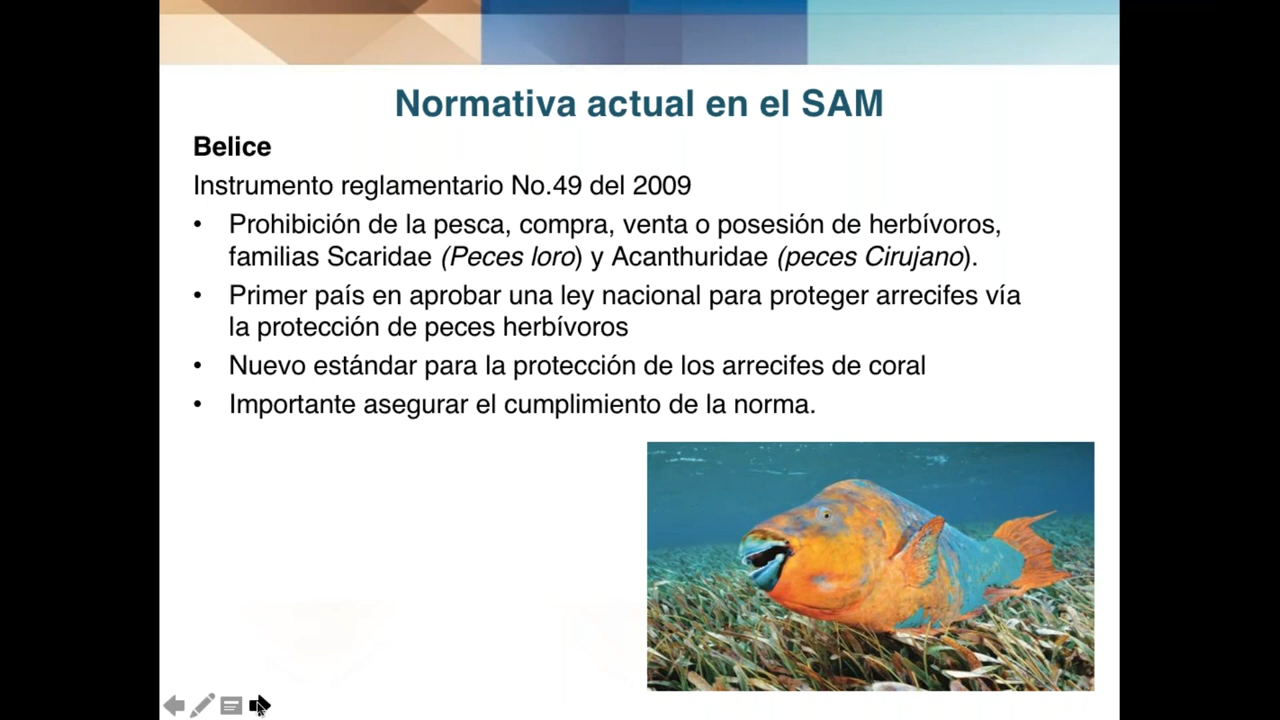 Normativa actual en el SAM
Belice
Instrumento reglamentario No.49 del 2009
• Prohibición de la pesca, compra, venta o posesión de herbívoros,
familias Scaridae (Peces loro) y Acanthuridae (peces Cirujano).
• Primer país en aprobar una ley nacional para proteger arrecifes vía
la protección de peces herbívoros
• Nuevo estándar para la protección de los arrecifes de coral
• Importante asegurar el cumplimiento de la norma.